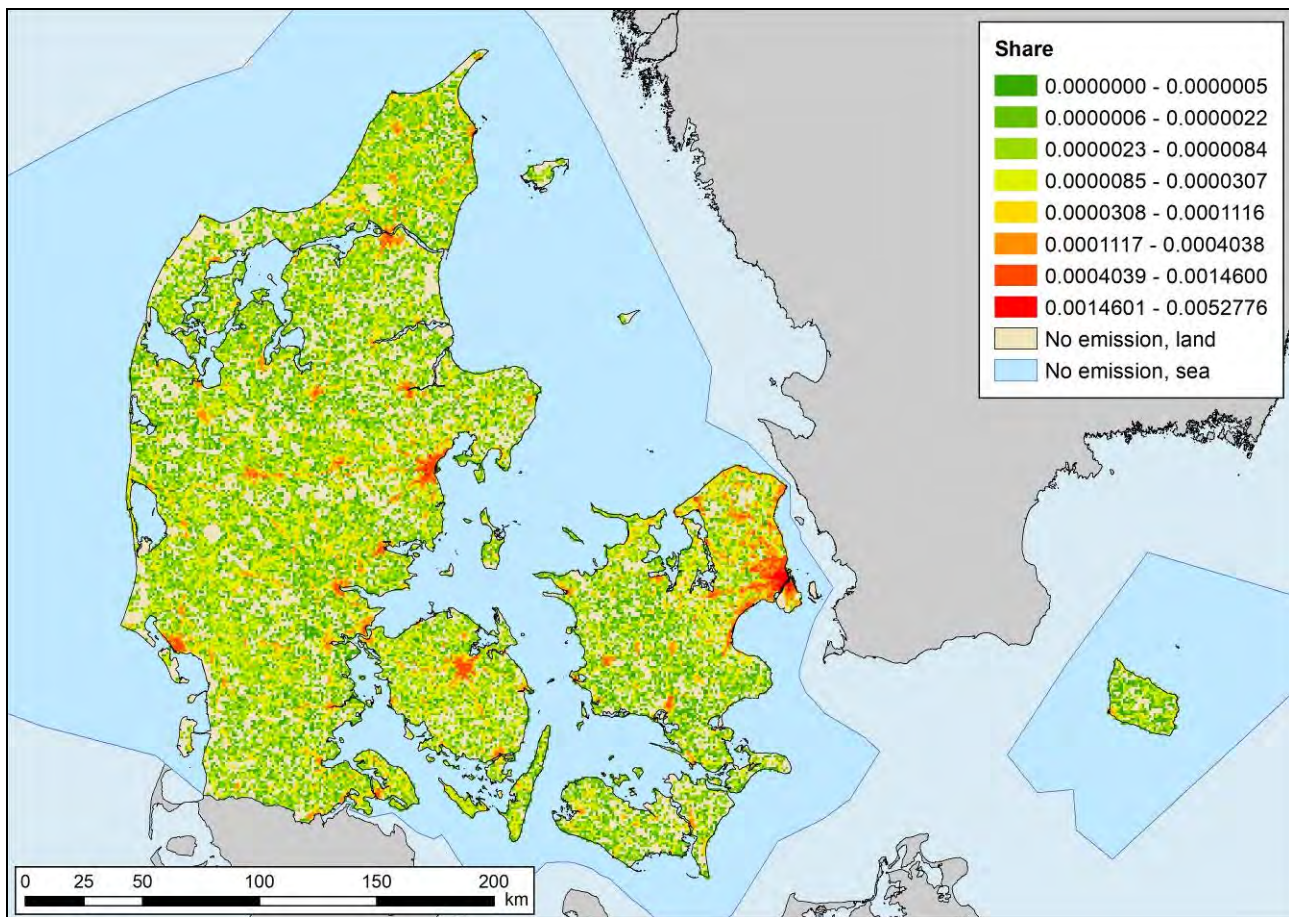 Share
0.0000000 - 0.0000005
0.0000006 - 0.0000022
0.0000023 - 0.0000084
0.0000085 - 0.0000307
0.0000308 - 0.0001116
0.0001117 - 0.0004038
0.0004039 - 0.0014600
0.0014601 - 0.0052776
No emission, land
No emission, sea
0 25 50 100 150 200
km